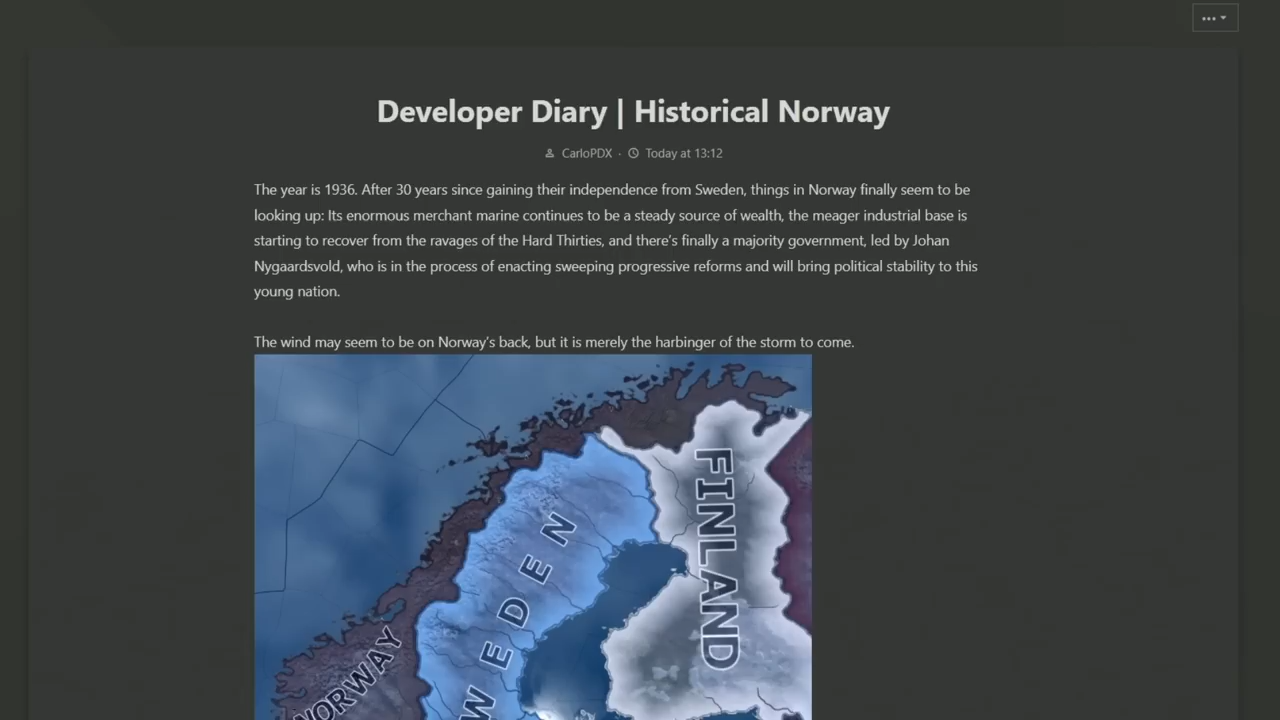 Developer Diary | Historical Norway
CarloPDX · Today at 13:12
The year is 1936. After 30 years since gaining their independence from Sweden, things in Norway finally seem to be
looking up: Its enormous merchant marine continues to be a steady source of wealth, the meager industrial base is
starting to recover from the ravages of the Hard Thirties, and there's finally a majority government, led by Johan
Nygaardsvold, who is in the process of enacting sweeping progressive reforms and will bring political stability to this
young nation.
The wind may seem to be on Norway's back, but it is merely the harbinger of the storm to come.
FINLAND
WEDEN
NORWAY